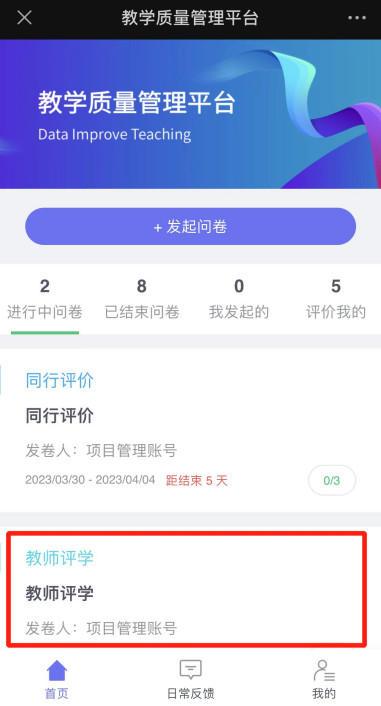 教学质量管理平台
教学质量管理平台
Data Improve Teaching
+ 发起问卷
2 8 0 5
进行中问卷 已结束问卷 我发起的 评价我的
同行评价
同行评价
发卷人：项目管理账号
2023/03/30 - 2023/04/04 距结束 5 天 0/3
教师评学
教师评学
发卷人：项目管理账号
首页 日常反馈 我的